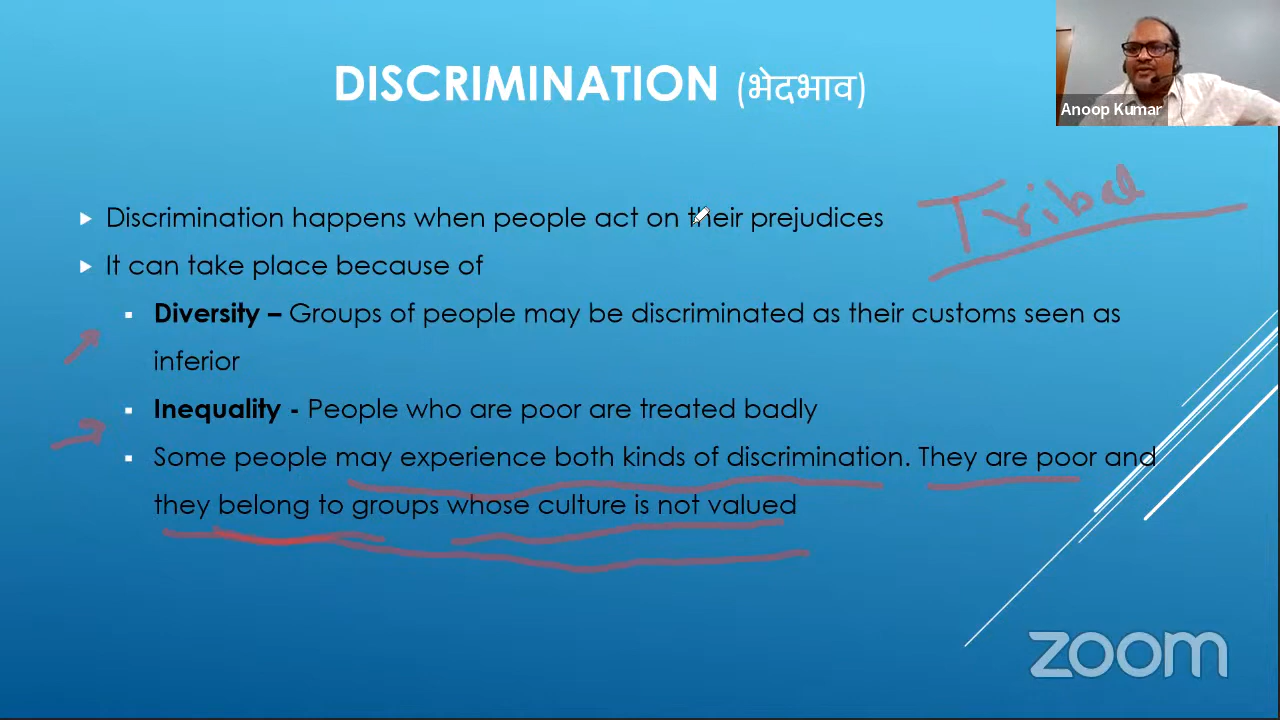 DISCRIMINATION (भेदभाव)
Anoop Kumar
Tribal
Discrimination happens when people act on their prejudices
It can take place because of
Diversity – Groups of people may be discriminated as their customs seen as
inferior
Inequality - People who are poor are treated badly
Some people may experience both kinds of discrimination. They are poor and
they belong to groups whose culture is not valued
zoom